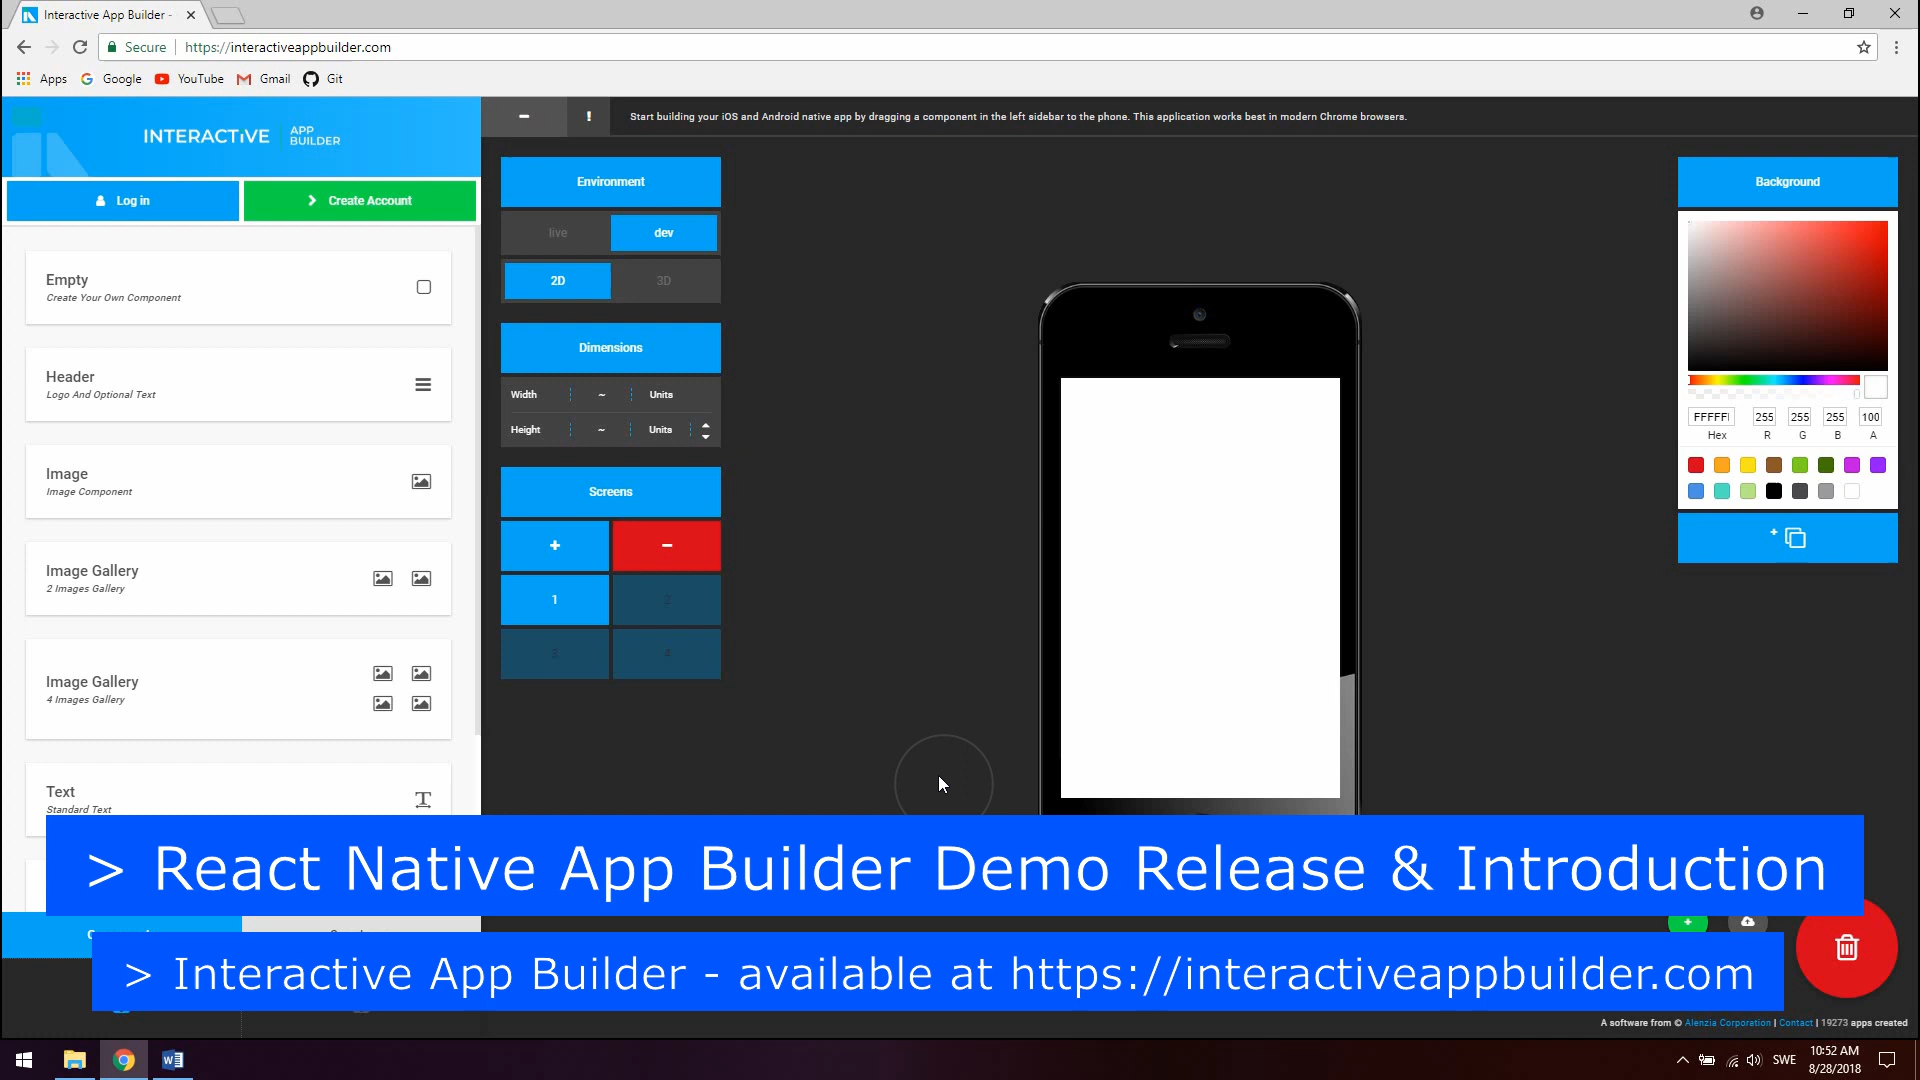 Interactive App Builder -
Secure
https://interactiveappbuilder.com
Apps
Google
YouTube
Gmail
Git
INTERACTiVE
APP
BUILDER
Log in
Create Account
Empty
Create Your Own Component
Header
Logo And Optional Text
Image
Image Component
Image Gallery
2 Images Gallery
Image Gallery
4 Images Gallery
Text
Standard Text
!
Start building your iOS and Android native app by dragging a component in the left sidebar to the phone. This application works best in modern Chrome browsers.
Environment
live
dev
2D
3D
Dimensions
Width
~
Units
Height
~
Units
Screens
+
-
1
2
3
4
Background
FFFFF
255
255
255
100
Hex
R
G
B
A
> React Native App Builder Demo Release & Introduction
> Interactive App Builder - available at https://interactiveappbuilder.com
A software from © Alenzia Corporation | Contact | 19273 apps created
SWE
10:52 AM
8/28/2018